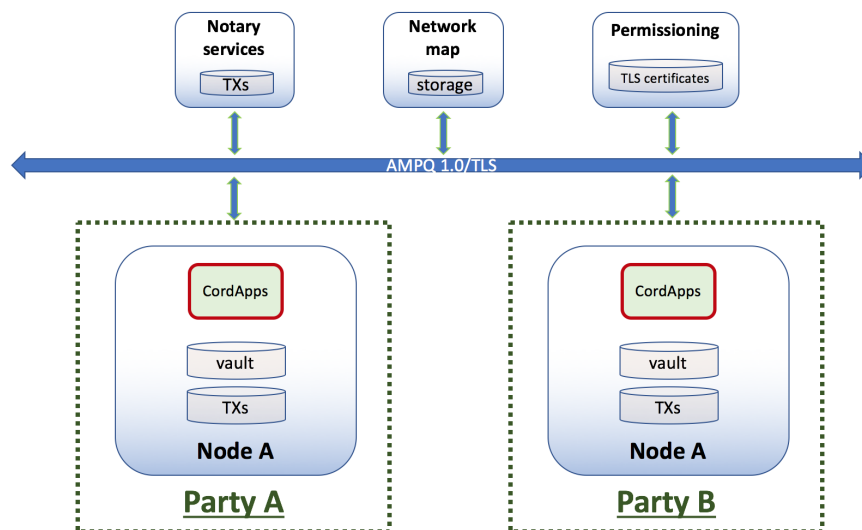 Notary
services
TXs
Network
map
storage
Permissioning
TLS certificates
AMPQ 1.0/TLS
CordApps
vault
TXs
Node A
Party A
CordApps
vault
TXs
Node A
Party B